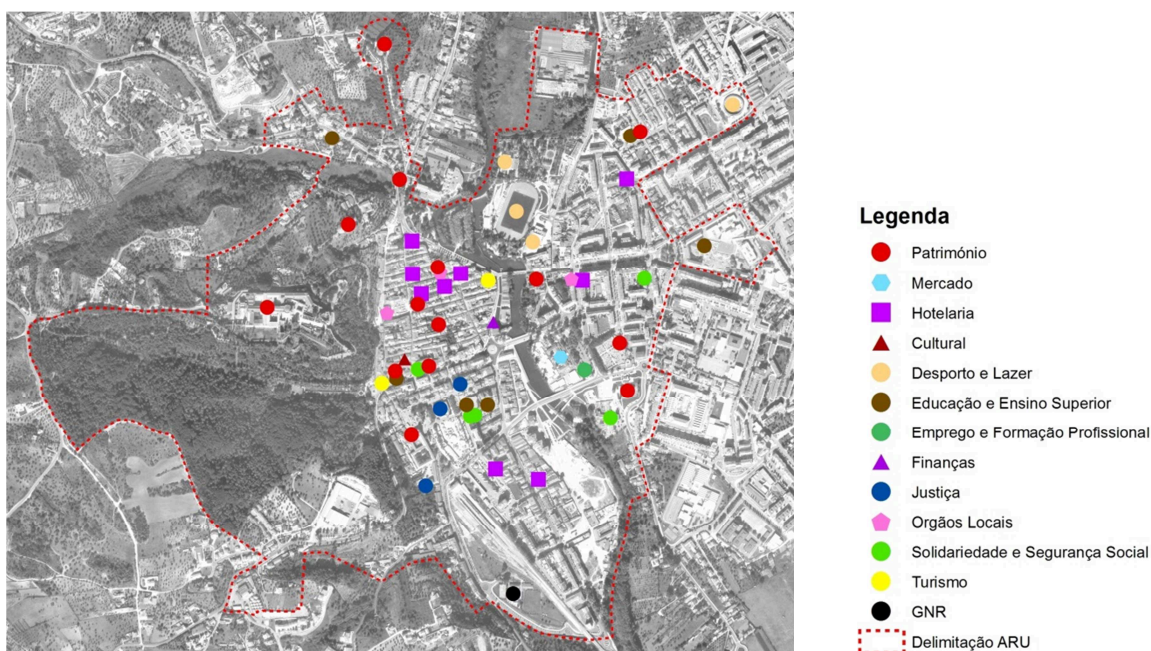 Legenda
Património
Mercado
Hotelaria
Cultural
Desporto e Lazer
Educação e Ensino Superior
Emprego e Formação Profissional
Finanças
Justiça
Orgãos Locais
Solidariedade e Segurança Social
Turismo
GNR
Delimitação ARU